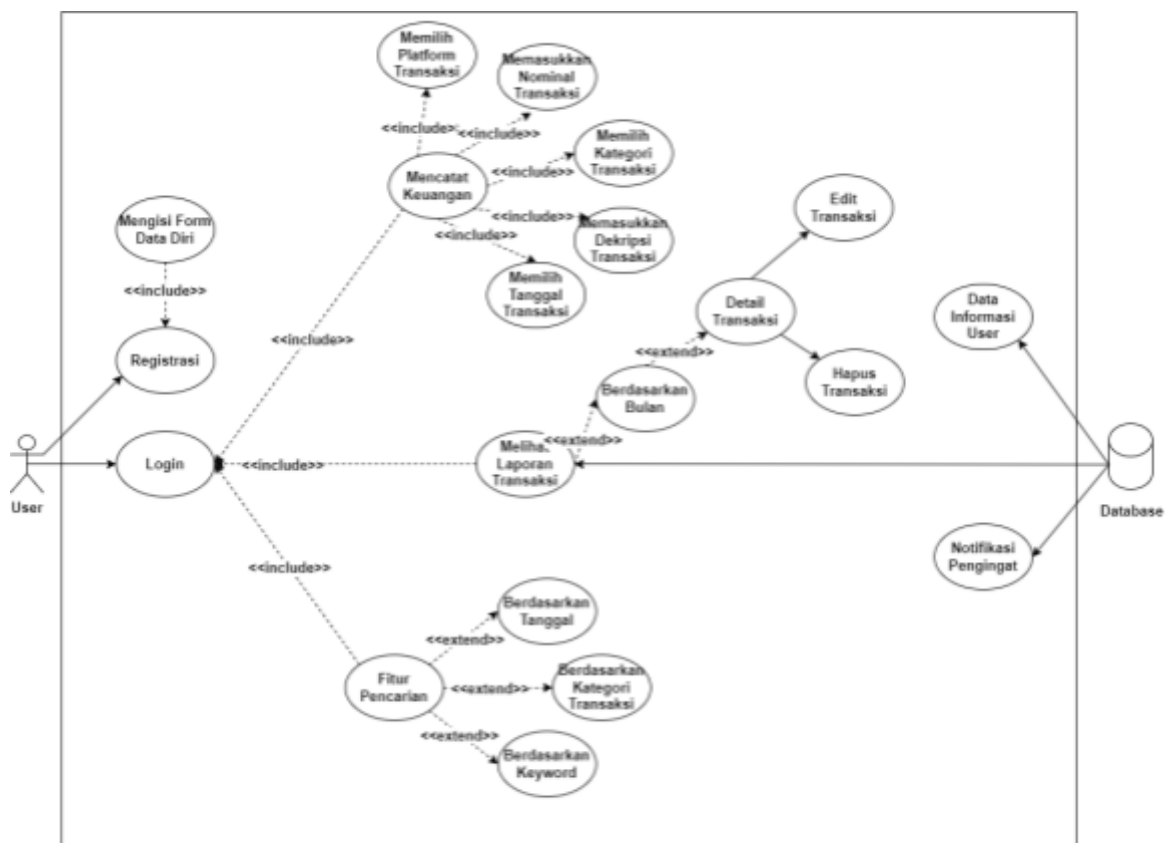 Memilih
Platform
Transaksi
Memasukkan
Nominal
Transaksi
<<include>>
<<include>>
Memilih
Kategori
Transaksi
<<include>>
Mencatat
Keuangan
<<include>>
Memasukkan
Dekripsi
Transaksi
<<include>>
Memilih
Tanggal
Transaksi
Mengisi Form
Data Diri
<<include>>
Registrasi
<<include>>
Edit
Transaksi
Detail
Transaksi
Hapus
Transaksi
<<extend>>
Berdasarkan
Bulan
<<extend>>
Data
Informasi
User
User
Login
<<include>>
Laporan
Transaksi
Database
Notifikasi
Pengingat
<<include>>
Berdasarkan
Tanggal
<<extend>>
Fitur
Pencarian
<<extend>>
Berdasarkan
Kategori
Transaksi
<<extend>>
Berdasarkan
Keyword